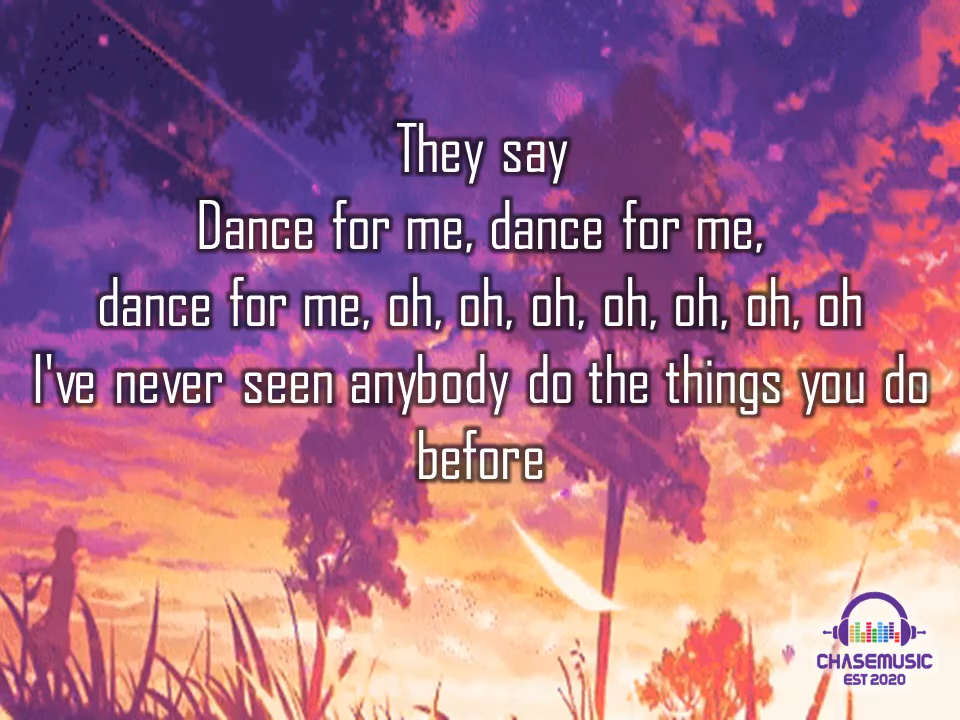 They say
Dance for me, dance for me,
dance for me, oh, oh, oh, oh, oh, oh, oh
I've never seen anybody do the things you do
before
CHASEMUSIC
EST 2020